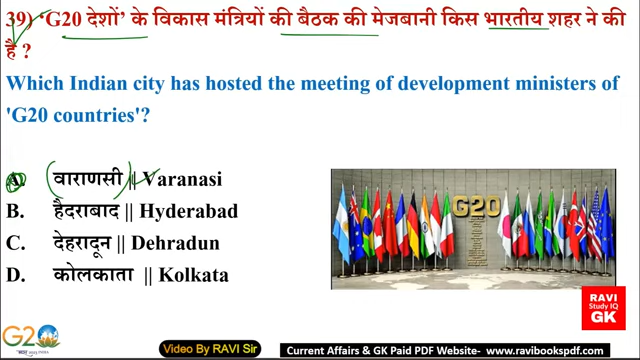 39) ‘G20 देशों’ के विकास मंत्रियों की बैठक की मेजबानी किस भारतीय शहर ने की
है ?
Which Indian city has hosted the meeting of development ministers of
'G20 countries'?
A. वाराणसी || Varanasi
B. हैदराबाद || Hyderabad
C. देहरादून || Dehradun
D. कोलकाता || Kolkata
G20
RAVI
Study IQ
GK
G20
Video By RAVI Sir
Current Affairs & GK Paid PDF Website- www.ravibookspdf.com